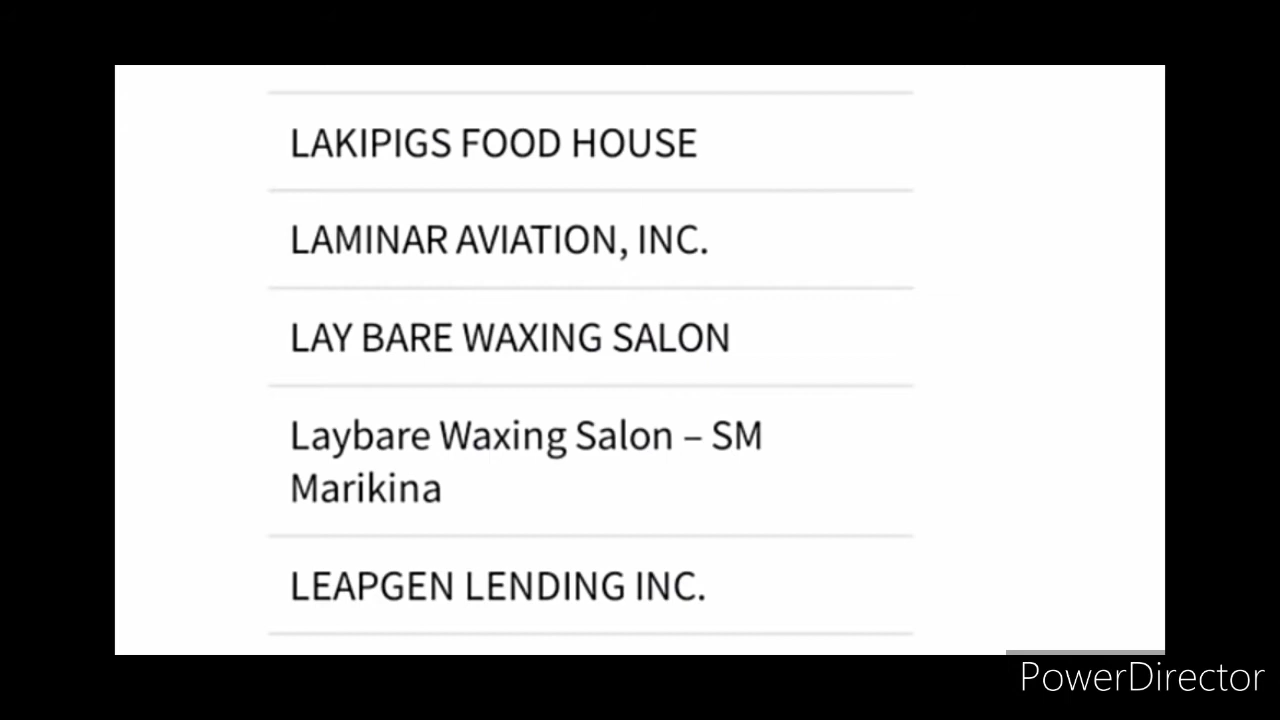 LAKIPIGS FOOD HOUSE
LAMINAR AVIATION, INC.
LAY BARE WAXING SALON
Laybare Waxing Salon – SM
Marikina
LEAPGEN LENDING INC.
PowerDirector